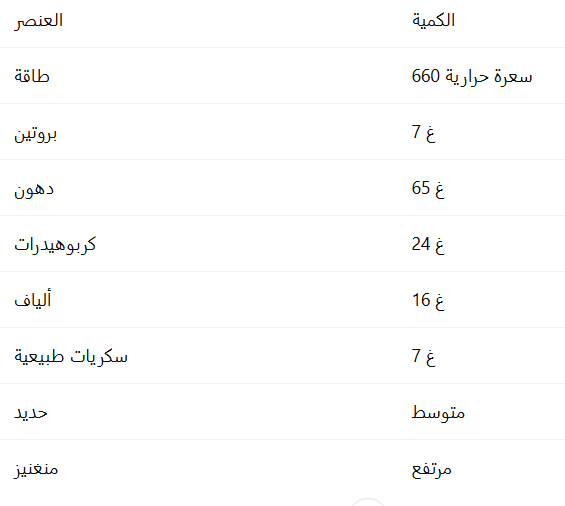 العنصر الكمية
طاقة 660 سعرة حرارية
بروتين 7 غ
دهون 65 غ
كربوهيدرات 24 غ
ألياف 16 غ
سكريات طبيعية 7 غ
حديد متوسط
منغنيز مرتفع